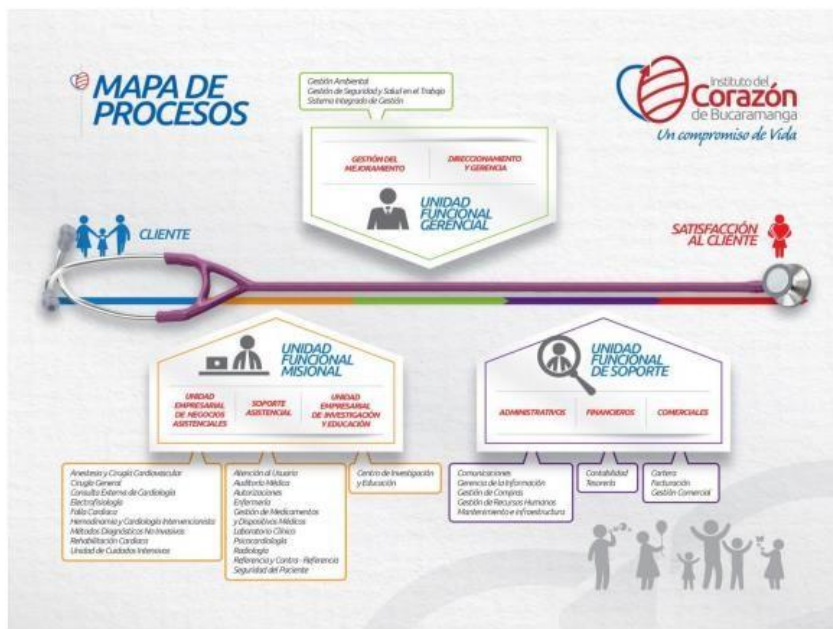 MAPA DE
PROCESOS
Gestión Ambiental
Gestión de Seguridad y Salud en el Trabajo
Sistema Integrado de Gestión
Instituto del
Corazón
de Bucaramanga
Un compromiso de Vida
GESTIÓN DEL
MEJORAMIENTO
DIRECCIONAMIENTO
Y GERENCIA
UNIDAD
FUNCIONAL
GERENCIAL
CLIENTE
SATISFACCIÓN
AL CLIENTE
UNIDAD
FUNCIONAL
MISIONAL
UNIDAD
EMPRESARIAL
DE NEGOCIOS
ASISTENCIALES
SOPORTE
ASISTENCIAL
UNIDAD
EMPRESARIAL
DE INVESTIGACIÓN
Y EDUCACIÓN
UNIDAD
FUNCIONAL
DE SOPORTE
ADMINISTRATIVOS
FINANCIEROS
COMERCIALES
Anestesia y Cirugía Cardiovascular
Cirugía General
Consulta Externa de Cardiología
Electrofisiología
Falla Cardiaca
Hemodinamia y Cardiología Intervencionista
Métodos Diagnósticos No Invasivos
Rehabilitación Cardiaca
Unidad de Cuidados Intensivos
Atención al Usuario
Auditoría Médica
Autorizaciones
Enfermería
Gestión de Medicamentos
y Dispositivos Médicos
Laboratorio Clínico
Psicocardiología
Radiología
Referencia y Contra - Referencia
Seguridad del Paciente
Centro de Investigación
y Educación
Comunicaciones
Gerencia de la Información
Gestión de Compras
Gestión de Recursos Humanos
Mantenimiento e Infraestructura
Contabilidad
Tesorería
Cartera
Facturación
Gestión Comercial